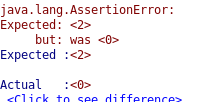 java.lang.AssertionError:
Expected: <2>
     but: was <0>
Expected :<2>

Actual   :<0>
<Click to see difference>